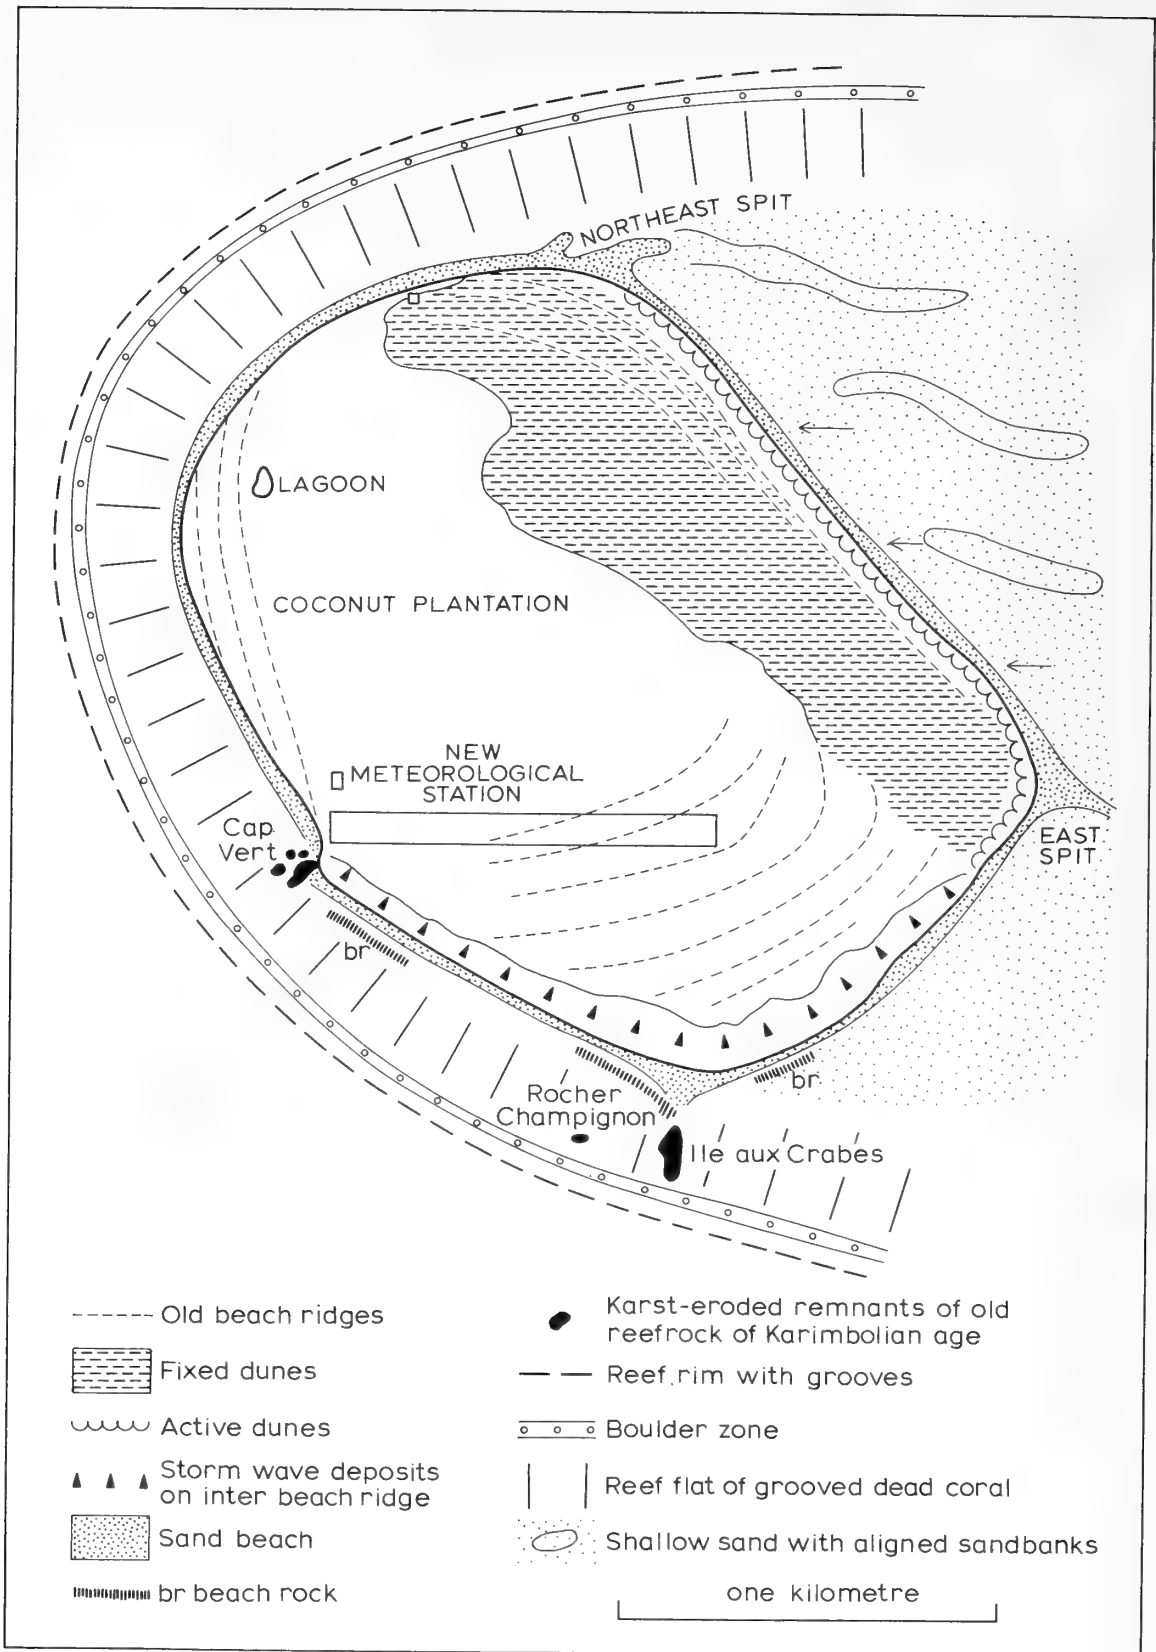 NORTHEAST SPIT
LAGOON
COCONUT PLANTATION
NEW
METEOROLOGICAL
STATION
Cap
Vert
EAST
SPIT
br
br
Rocher
Champignon
Ile aux Crabes
Old beach ridges
Fixed dunes
Active dunes
Storm wave deposits
on inter beach ridge
Sand beach
br beach rock
Karst-eroded remnants of old
reefrock of Karimbolian age
Reef rim with grooves
Boulder zone
Reef flat of grooved dead coral
Shallow sand with aligned sandbanks
one kilometre